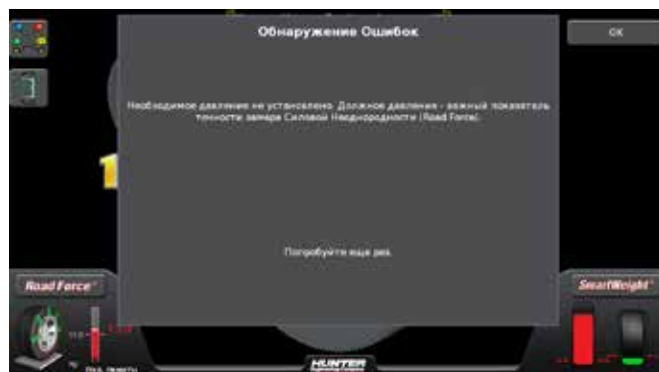 Обнаружение Ошибок
OK
Необходимое давление не установлено. Должное давление - важный показатель
точности замера Силовой Неоднородности (Road Force).
Попробуйте еще раз.
Road Force
SmartWeight
HUNTER